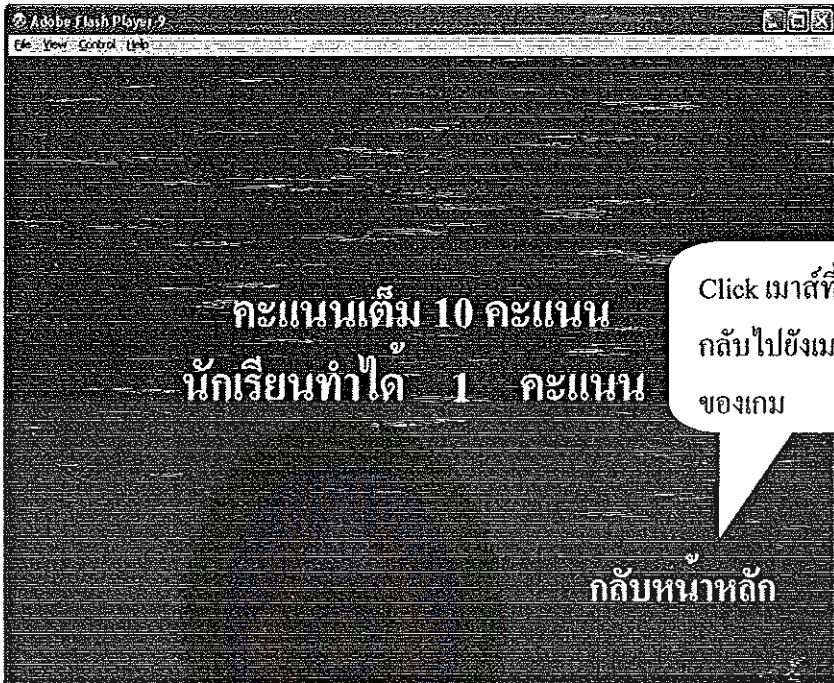 Adobe Flash Player 9
File View Control Help
คะแนนเต็ม 10 คะแนน
นักเรียนทำได้ 1 คะแนน
Click เมาส์ที่
กลับไปยังเม
ของเกม
กลับหน้าหลัก